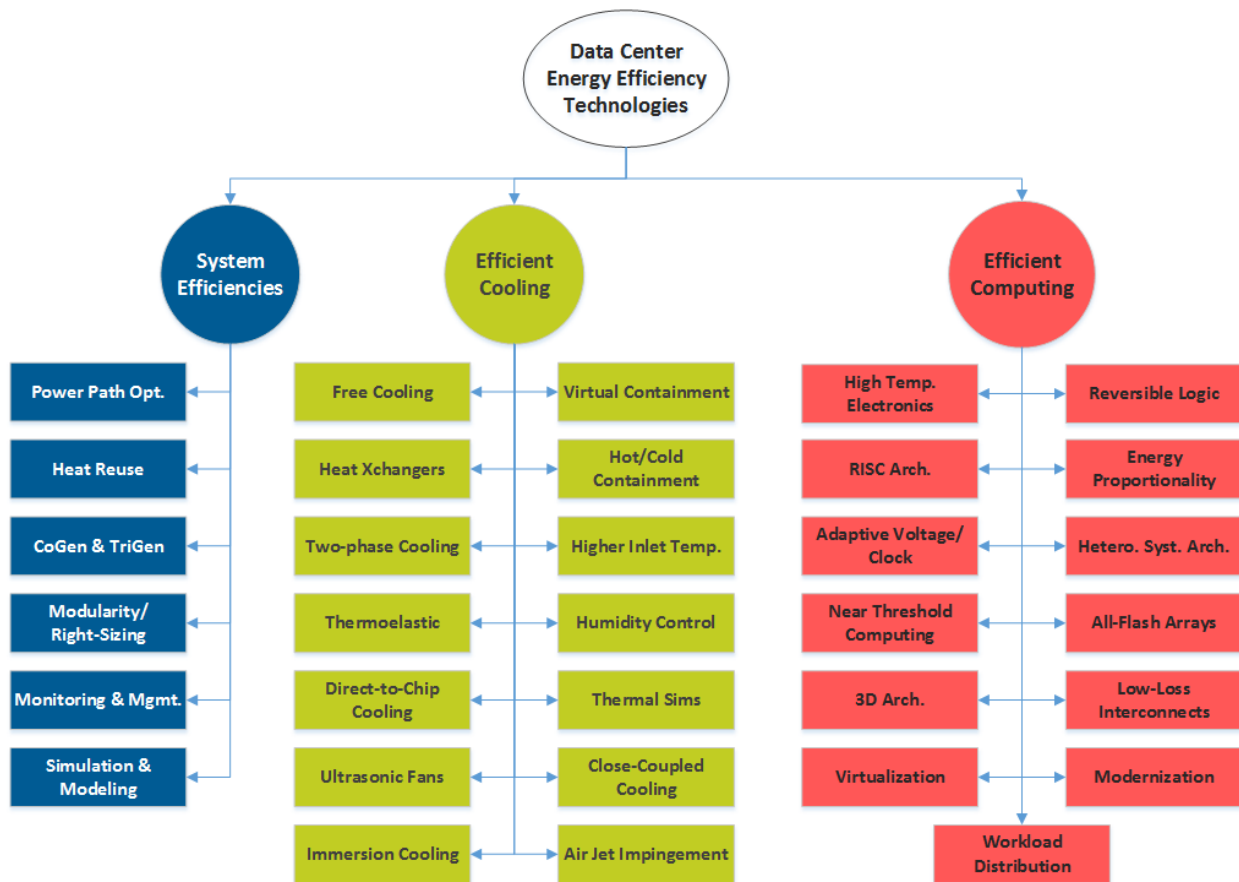 Data Center
Energy Efficiency
Technologies
System
Efficiencies
Efficient
Cooling
Efficient
Computing
Power Path Opt.
Heat Reuse
CoGen & TriGen
Modularity/
Right-Sizing
Monitoring & Mgmt.
Simulation &
Modeling
Free Cooling
Virtual Containment
Heat Xchangers
Hot/Cold
Containment
Two-phase Cooling
Higher Inlet Temp.
Thermoelastic
Humidity Control
Direct-to-Chip
Cooling
Thermal Sims
Ultrasonic Fans
Close-Coupled
Cooling
Immersion Cooling
Air Jet Impingement
High Temp.
Electronics
Reversible Logic
RISC Arch.
Energy
Proportionality
Adaptive Voltage/
Clock
Hetero. Syst. Arch.
Near Threshold
Computing
All-Flash Arrays
3D Arch.
Low-Loss
Interconnects
Virtualization
Modernization
Workload
Distribution